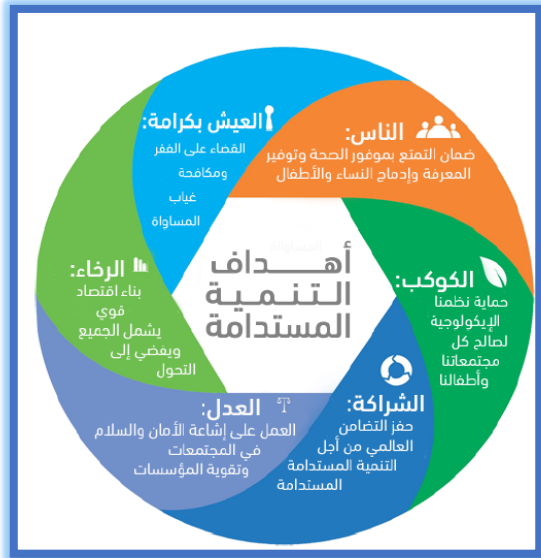 أهداف
التنمية
المستدامة
العيش بكرامة:
القضاء على الفقر
ومكافحة
غياب
المساواة
الناس:
ضمان التمتع بموفور الصحة وتوفير
المعرفة وإدماج النساء والأطفال
الكوكب:
حماية نظمنا
الإيكولوجية
لصالح كل
مجتمعاتنا
وأطفالنا
الشراكة:
حفز التضامن
العالمي من أجل
التنمية المستدامة
المستدامة
العدل:
العمل على إشاعة الأمان والسلام
في المجتمعات
وتقوية المؤسسات
الرخاء:
بناء اقتصاد
قوي
يشمل الجميع
ويفضي إلى
التحول